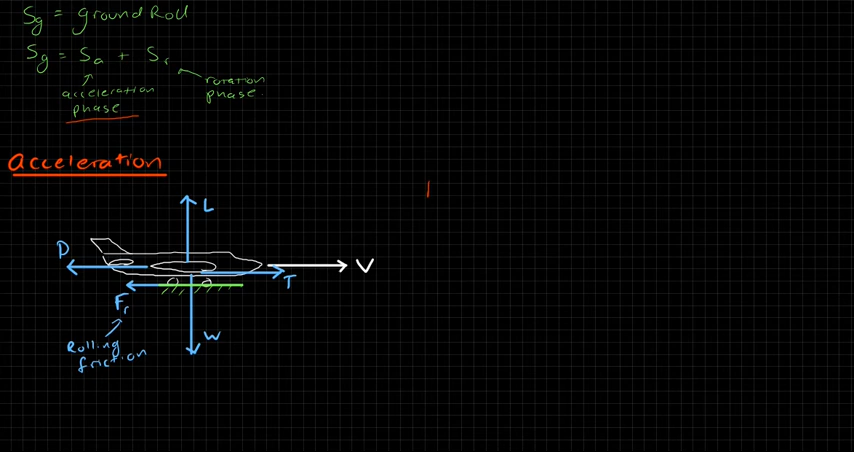 Sg = ground Roll
Sg = Sa + Sr
acceleration phase
rotation phase.
Acceleration
L
D
V
T
Fr
W
Rolling friction